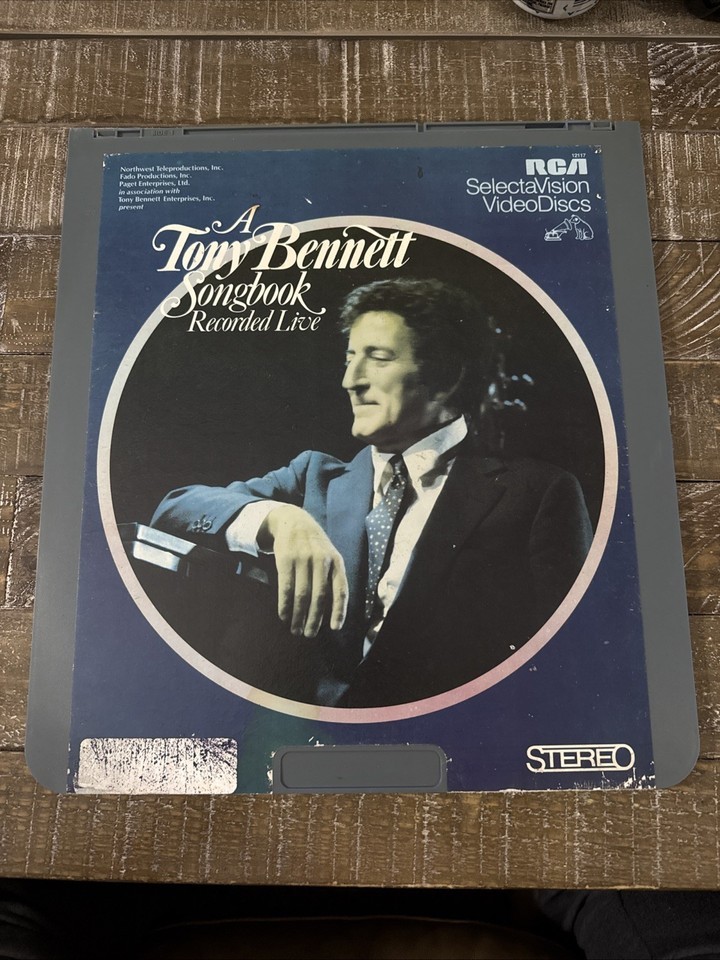 Northwest Teleproductions, Inc.
Fado Productions, Inc.
Paget Enterprises, Ltd.
in association with
Tony Bennett Enterprises, Inc.
present
12117
RCA
SelectaVision
VideoDiscs
A
Tony Bennett
Songbook
Recorded Live
STEREO